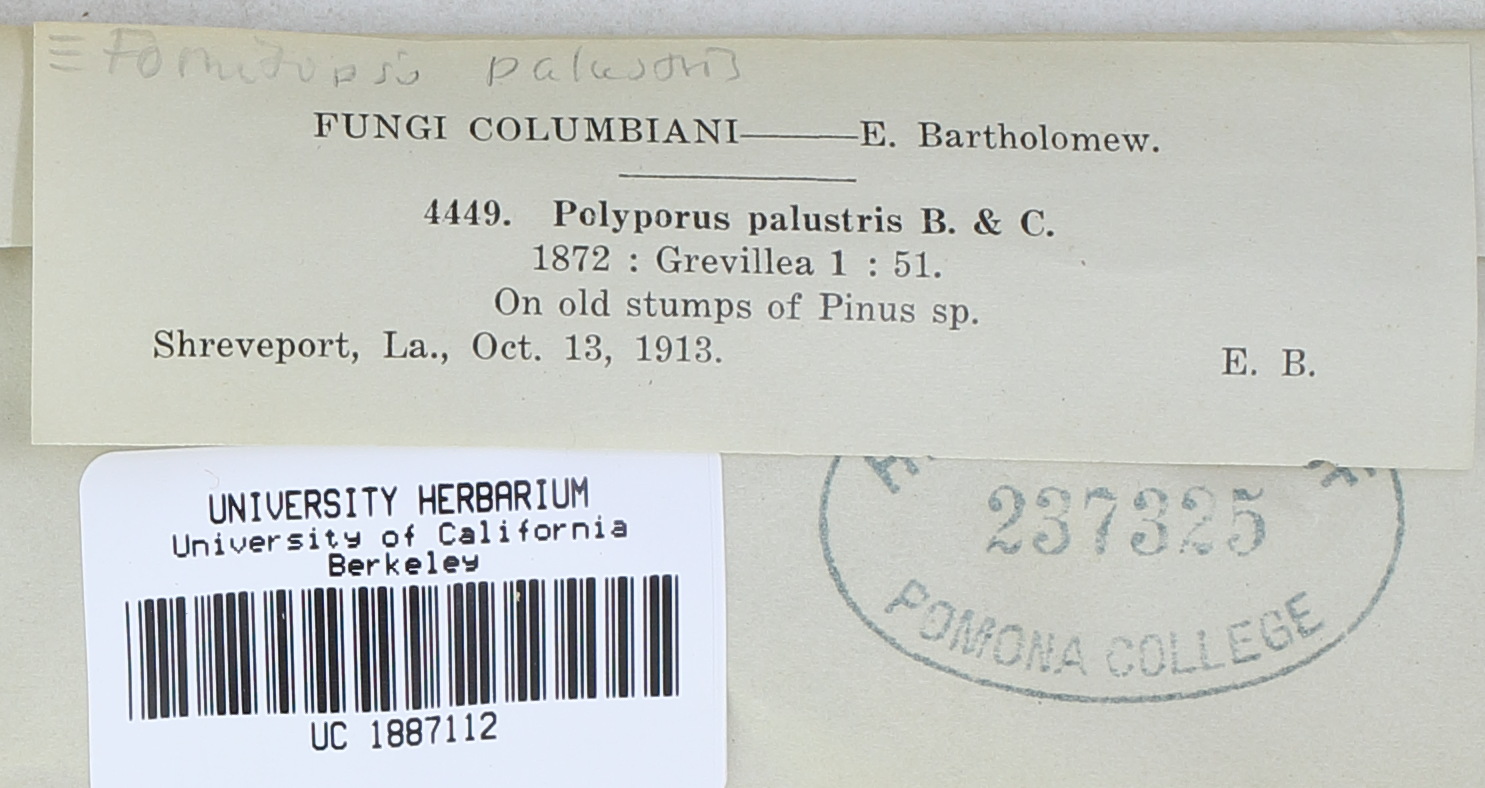 ≡ Fomitopsis palustris
FUNGI COLUMBIANI——E. Bartholomew.
4449. Polyporus palustris B. & C.
1872 : Grevillea 1 : 51.
On old stumps of Pinus sp.
Shreveport, La., Oct. 13, 1913.
E. B.
UNIVERSITY HERBARIUM
University of California
Berkeley
UC 1887112
237325
POMONA COLLEGE